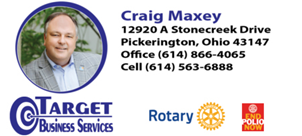 Craig Maxey
12920 A Stonecreek Drive
Pickerington, Ohio 43147
Office (614) 866-4065
Cell (614) 563-6888
TARGET
BUSINESS SERVICES
Rotary
END
POLIO
NOW